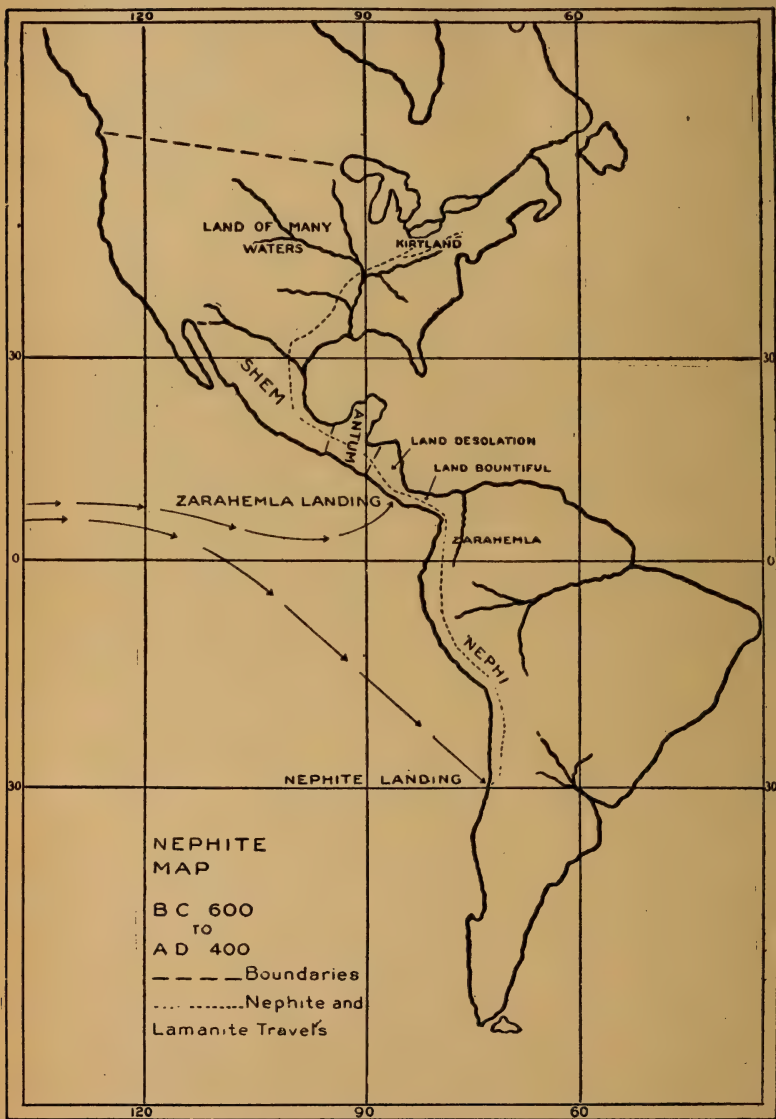 120 90 60
LAND OF MANY
WATERS
KIRTLAND
30 30
SHEM
ANTUM
LAND DESOLATION
LAND BOUNTIFUL
ZARAHEMLA LANDING
ZARAHEMLA
0 0
NEPHI
NEPHITE LANDING
30 30
NEPHITE
MAP
B C 600
TO
A D 400
Boundaries
Nephite and
Lamanite Travels
120 90 60